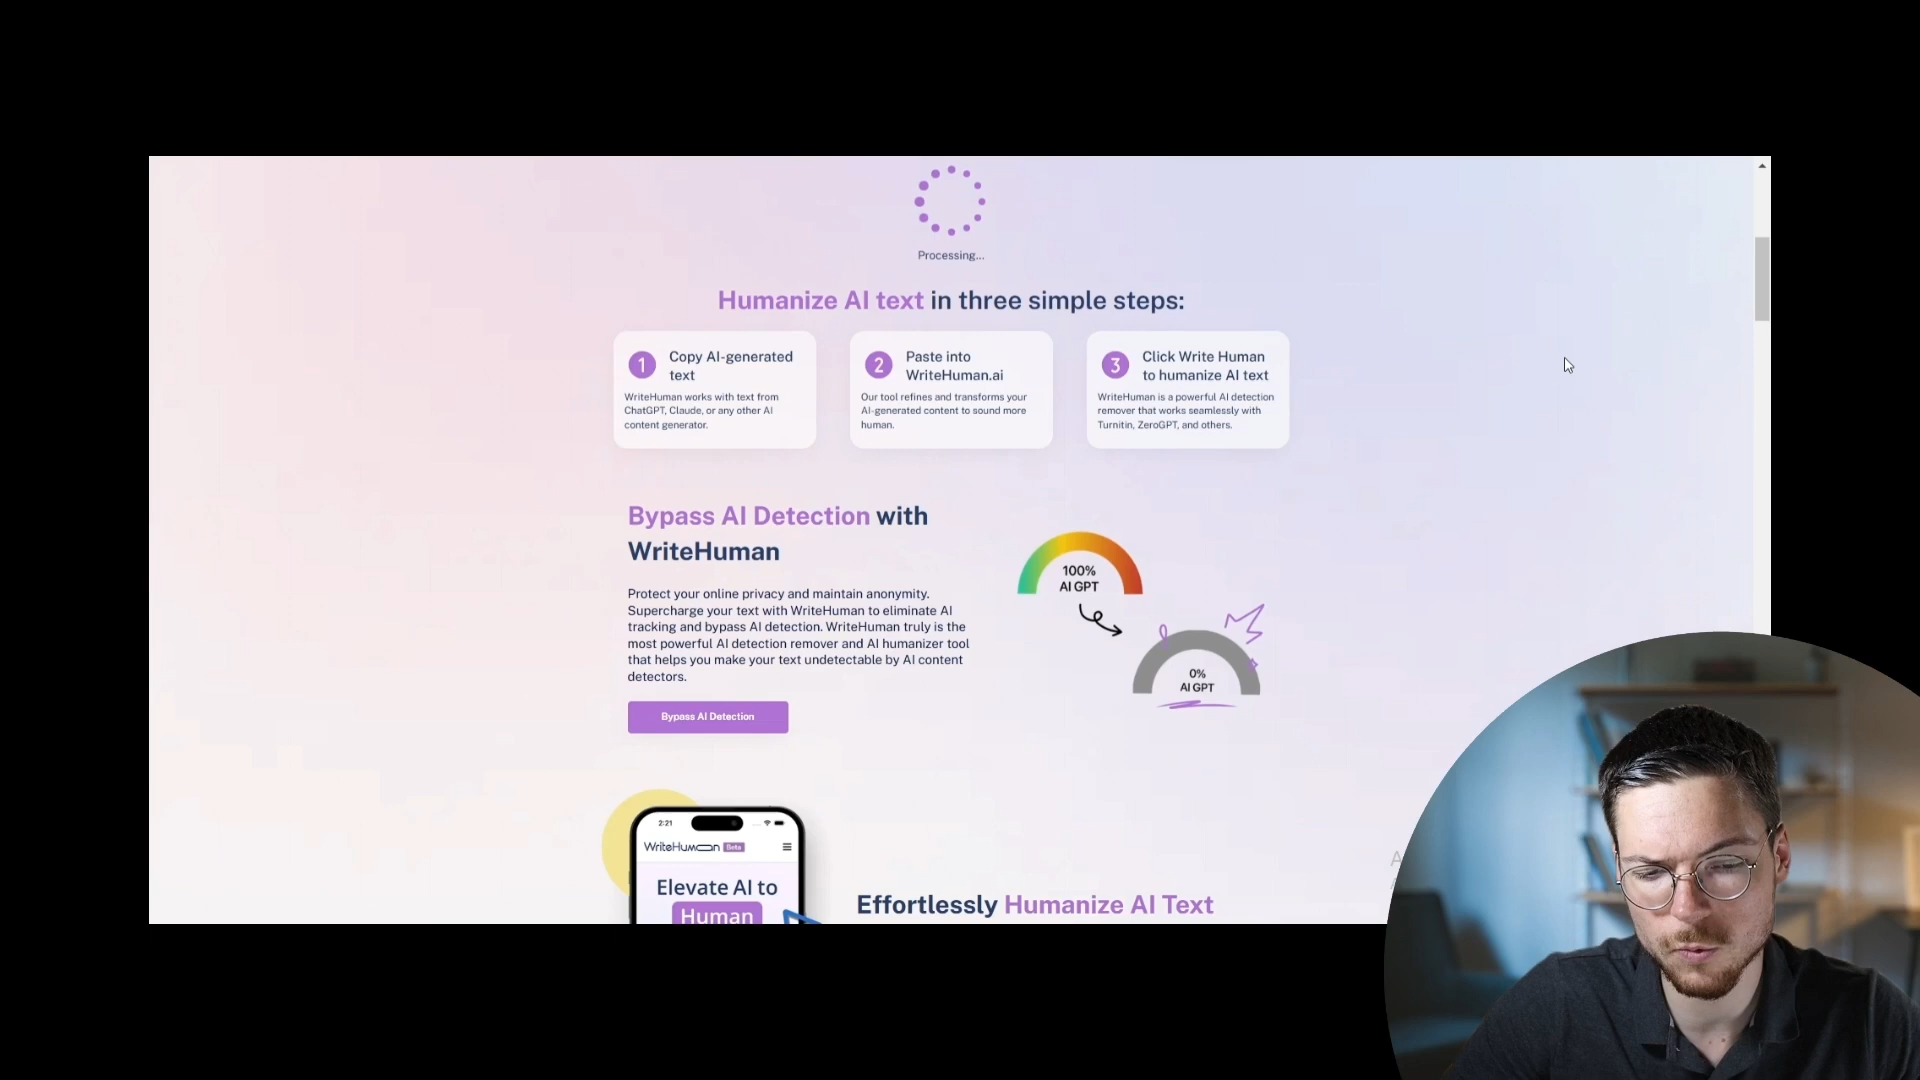 Processing...
Humanize AI text in three simple steps:
1
Copy AI-generated
text
WriteHuman works with text from
ChatGPT, Claude, or any other AI
content generator.
2
Paste into
WriteHuman.ai
Our tool refines and transforms your
AI-generated content to sound more
human.
3
Click Write Human
to humanize AI text
WriteHuman is a powerful AI detection
remover that works seamlessly with
Turnitin, ZeroGPT, and others.
Bypass AI Detection with
WriteHuman
Protect your online privacy and maintain anonymity.
Supercharge your text with WriteHuman to eliminate AI
tracking and bypass AI detection. WriteHuman truly is the
most powerful AI detection remover and AI humanizer tool
that helps you make your text undetectable by AI content
detectors.
Bypass AI Detection
100%
AI GPT
0%
AI GPT
2:21
WriteHuman Beta
Elevate AI to
Human
Effortlessly Humanize AI Text